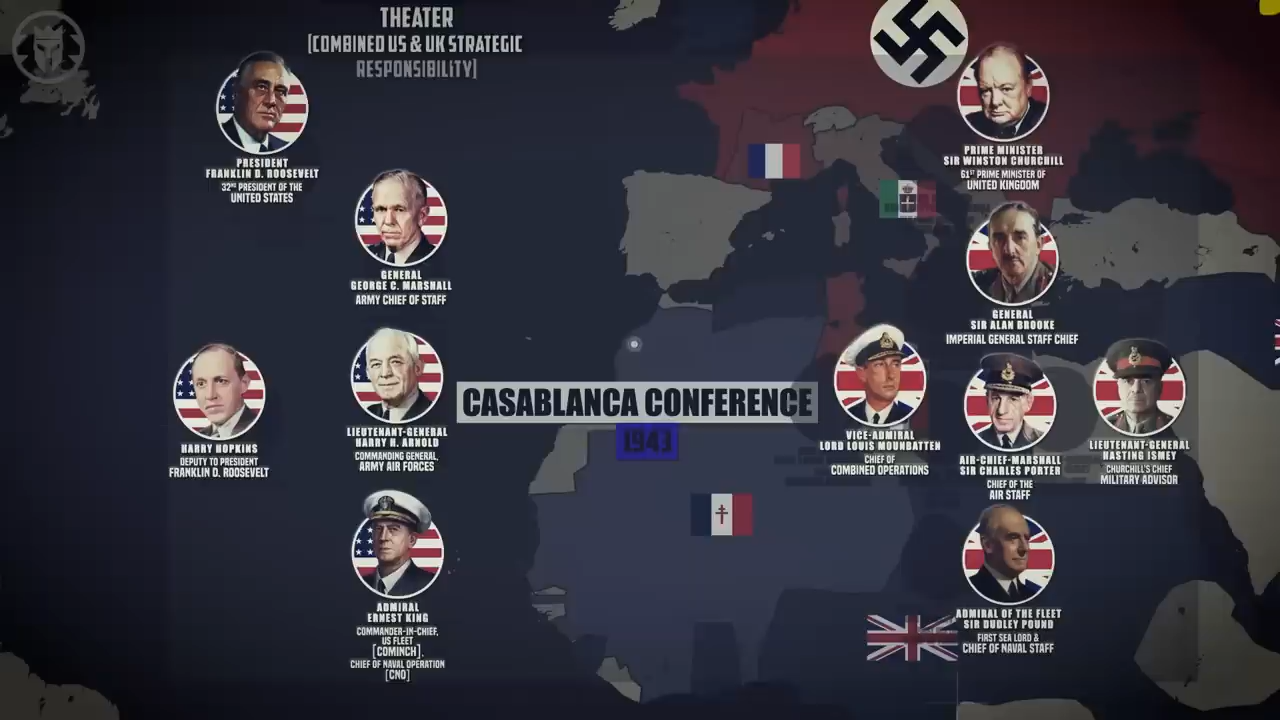 THEATER
[COMBINED US & UK STRATEGIC
RESPONSIBILITY]
PRESIDENT
FRANKLIN D. ROOSEVELT
32ND PRESIDENT OF THE
UNITED STATES
PRIME MINISTER
SIR WINSTON CHURCHILL
61ST PRIME MINISTER OF
UNITED KINGDOM
GENERAL
GEORGE C. MARSHALL
ARMY CHIEF OF STAFF
GENERAL
SIR ALAN BROOKE
IMPERIAL GENERAL STAFF CHIEF
HARRY HOPKINS
DEPUTY TO PRESIDENT
FRANKLIN D. ROOSEVELT
LIEUTENANT-GENERAL
HARRY H. ARNOLD
COMMANDING GENERAL,
ARMY AIR FORCES
CASABLANCA CONFERENCE
1943
VICE-ADMIRAL
LORD LOUIS MOUNBATTEN
CHIEF OF
COMBINED OPERATIONS
AIR-CHIEF-MARSHALL
SIR CHARLES PORTER
CHIEF OF THE
AIR STAFF
LIEUTENANT-GENERAL
HASTING ISMEY
CHURCHILL'S CHIEF
MILITARY ADVISOR
ADMIRAL
ERNEST KING
COMMANDER-IN-CHIEF,
US FLEET
[COMINCH],
CHIEF OF NAVAL OPERATION
[CNO]
ADMIRAL OF THE FLEET
SIR DUDLEY POUND
FIRST SEA LORD &
CHIEF OF NAVAL STAFF